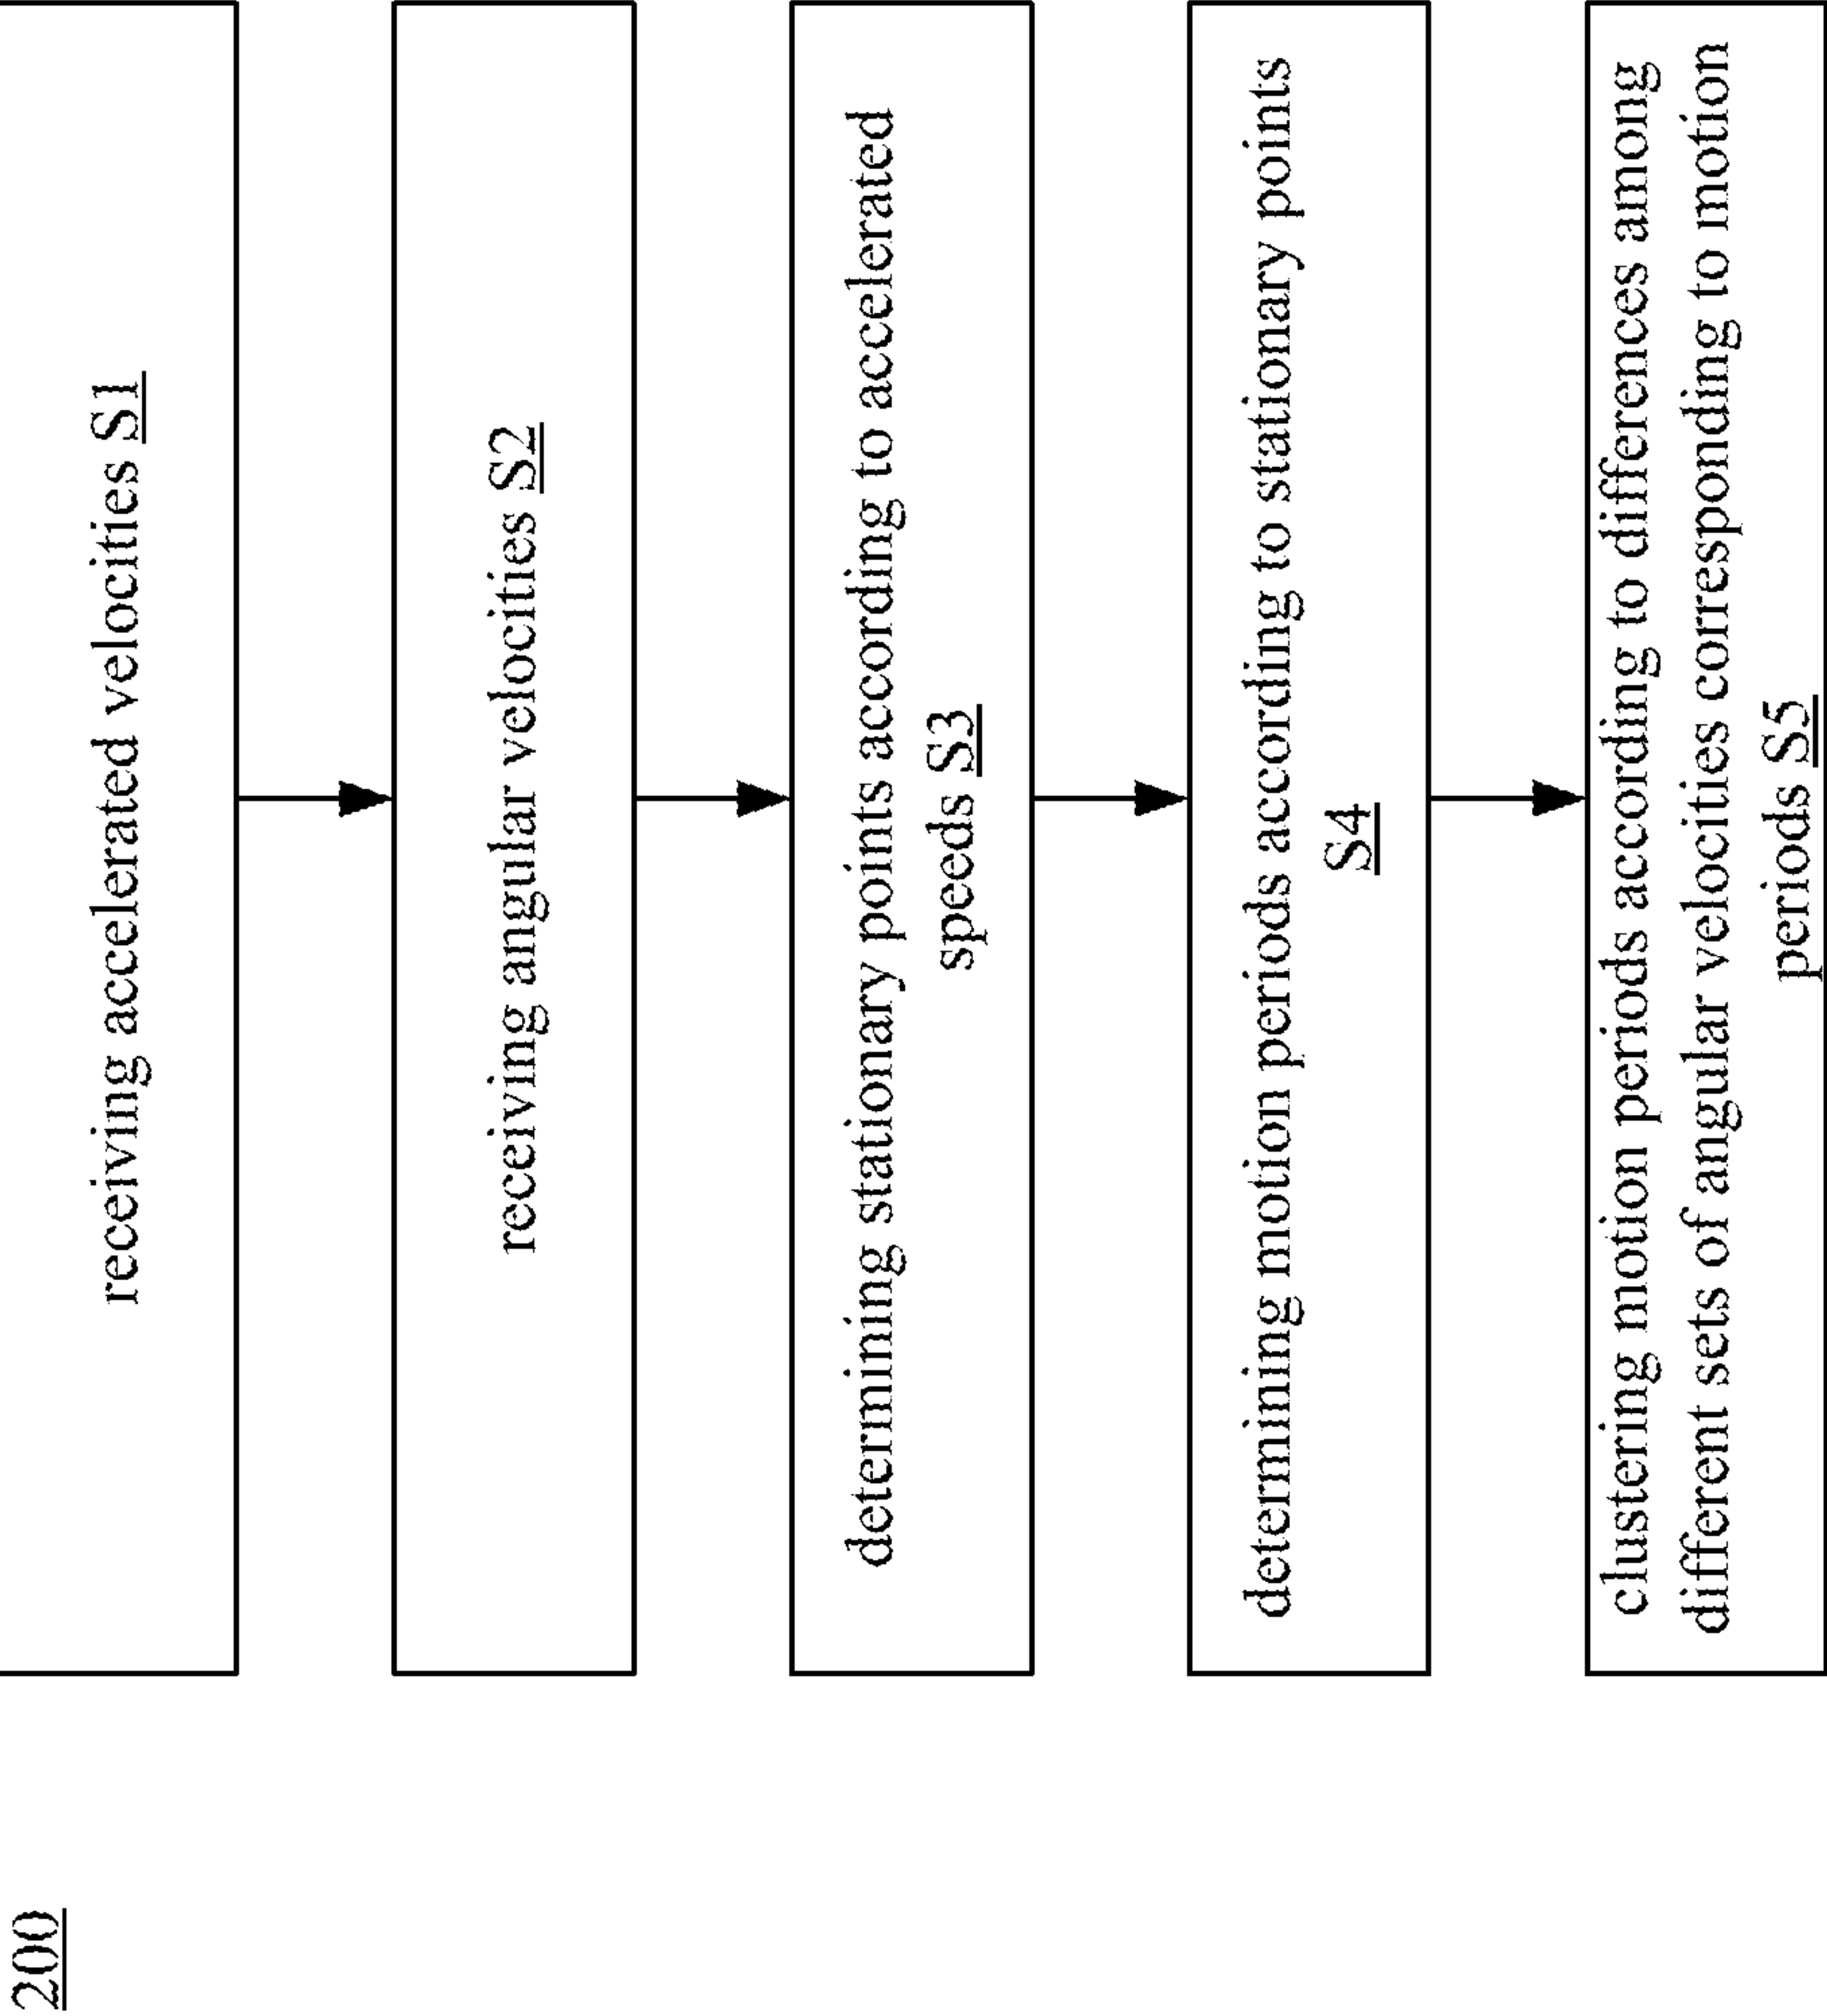 200
receiving accelerated velocities S1
receiving angular velocities S2
determining stationary points according to accelerated
speeds S3
determining motion periods according to stationary points
S4
clustering motion periods according to differences among
different sets of angular velocities corresponding to motion
periods S5